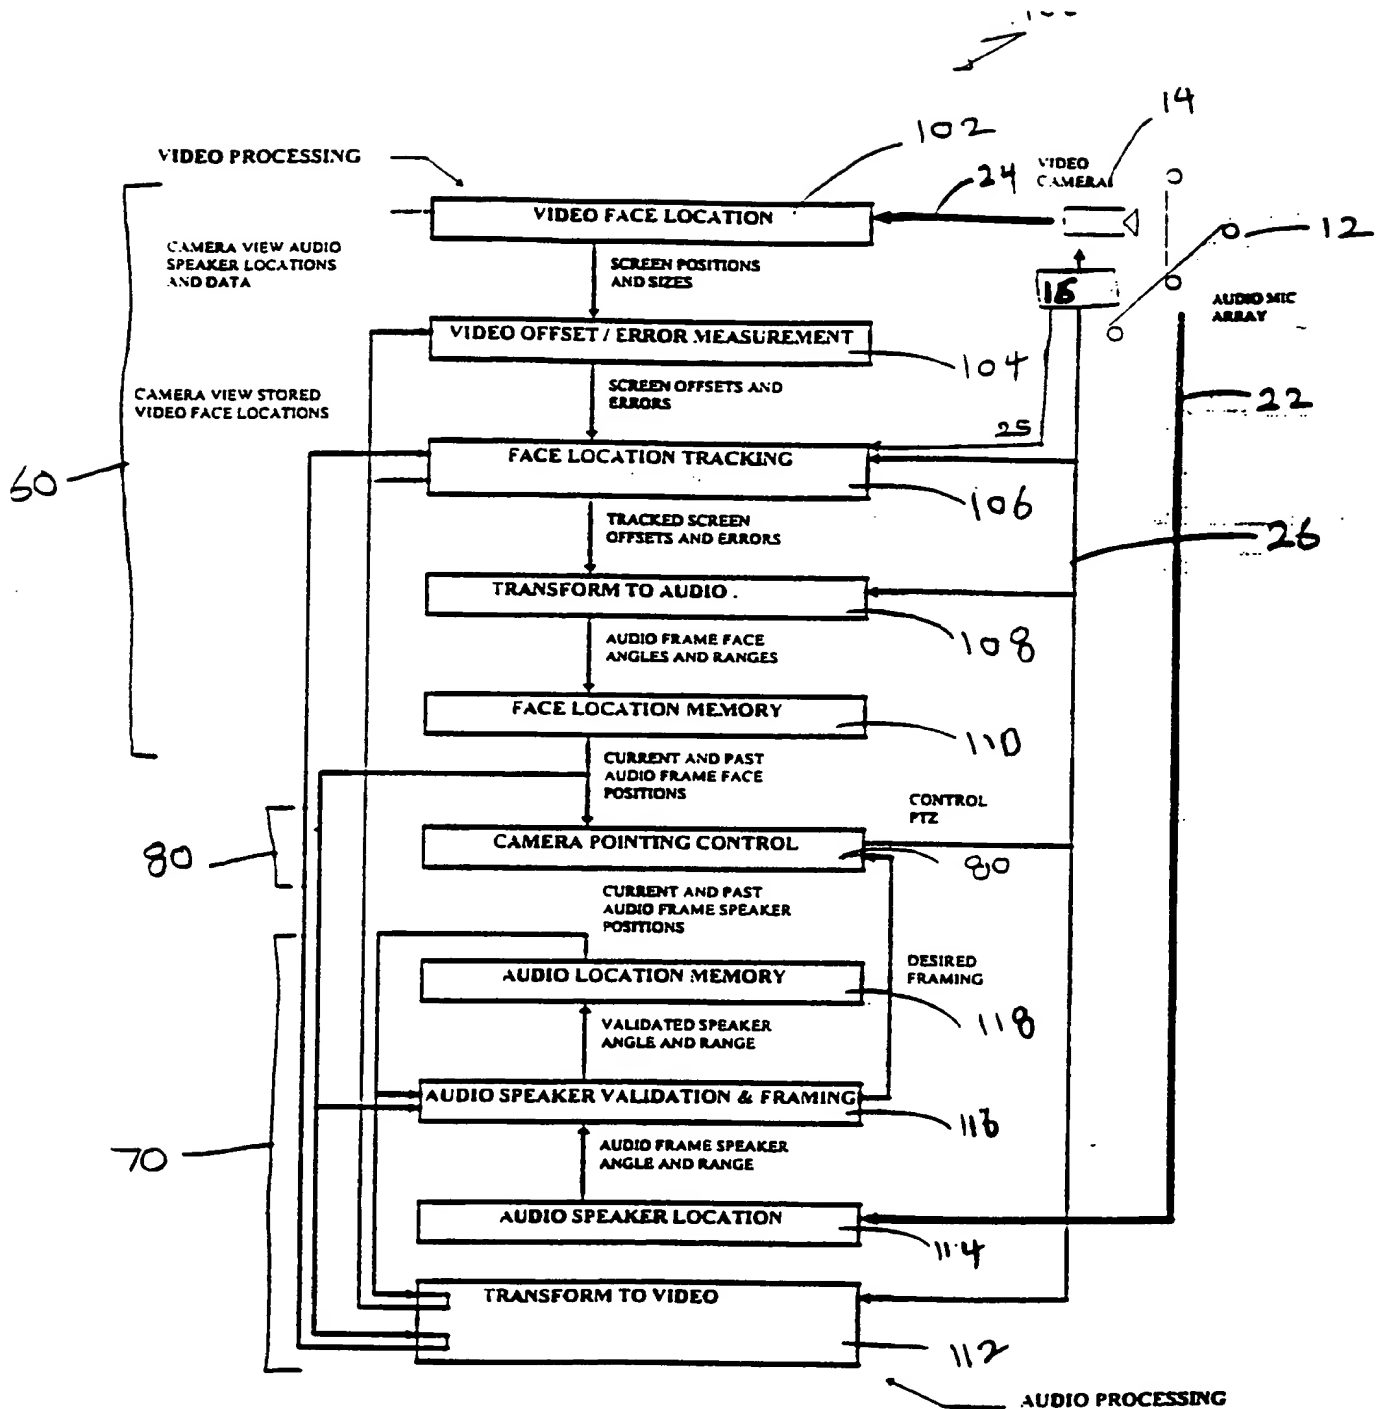 14
102
VIDEO PROCESSING
VIDEO
CAMERA
24
VIDEO FACE LOCATION
12
CAMERA VIEW AUDIO
SPEAKER LOCATIONS
AND DATA
SCREEN POSITIONS
AND SIZES
16
AUDIO MIC
ARRAY
VIDEO OFFSET / ERROR MEASUREMENT
104
CAMERA VIEW STORED
VIDEO FACE LOCATIONS
SCREEN OFFSETS AND
ERRORS
22
25
FACE LOCATION TRACKING
60
106
TRACKED SCREEN
OFFSETS AND ERRORS
26
TRANSFORM TO AUDIO .
108
AUDIO FRAME FACE
ANGLES AND RANGES
FACE LOCATION MEMORY
110
CURRENT AND PAST
AUDIO FRAME FACE
POSITIONS
CONTROL
PTZ
CAMERA POINTING CONTROL
80
80
CURRENT AND PAST
AUDIO FRAME SPEAKER
POSITIONS
DESIRED
FRAMING
AUDIO LOCATION MEMORY
118
VALIDATED SPEAKER
ANGLE AND RANGE
AUDIO SPEAKER VALIDATION & FRAMING
116
70
AUDIO FRAME SPEAKER
ANGLE AND RANGE
AUDIO SPEAKER LOCATION
114
TRANSFORM TO VIDEO
112
AUDIO PROCESSING